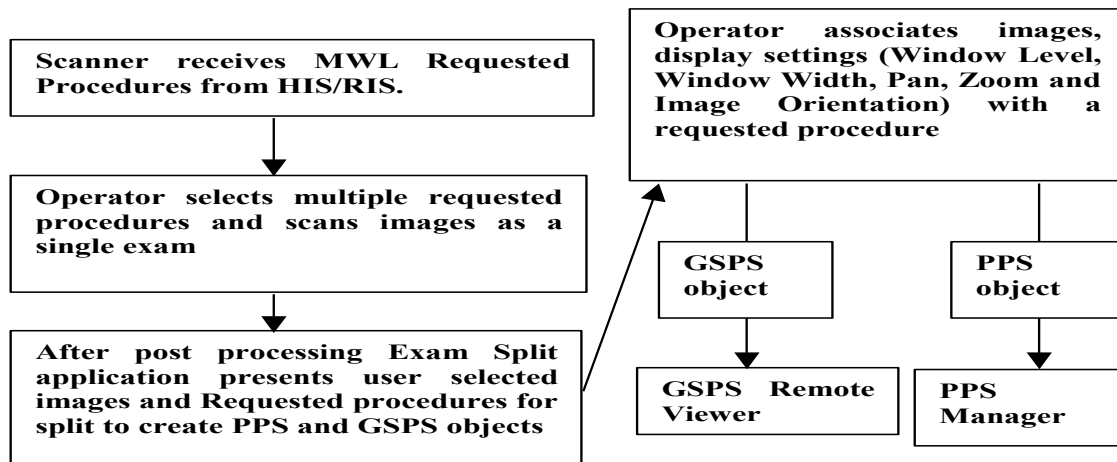 Scanner receives MWL Requested
Procedures from HIS/RIS.
Operator selects multiple requested
procedures and scans images as a
single exam
After post processing Exam Split
application presents user selected
images and Requested procedures for
split to create PPS and GSPS objects
Operator associates images,
display settings (Window Level,
Window Width, Pan, Zoom and
Image Orientation) with a
requested procedure
GSPS
object
PPS
object
GSPS Remote
Viewer
PPS
Manager